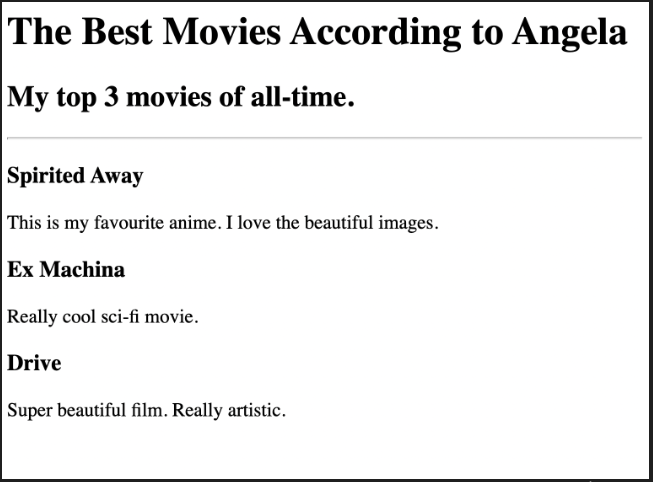 The Best Movies According to Angela
My top 3 movies of all-time.
Spirited Away
This is my favourite anime. I love the beautiful images.
Ex Machina
Really cool sci-fi movie.
Drive
Super beautiful film. Really artistic.